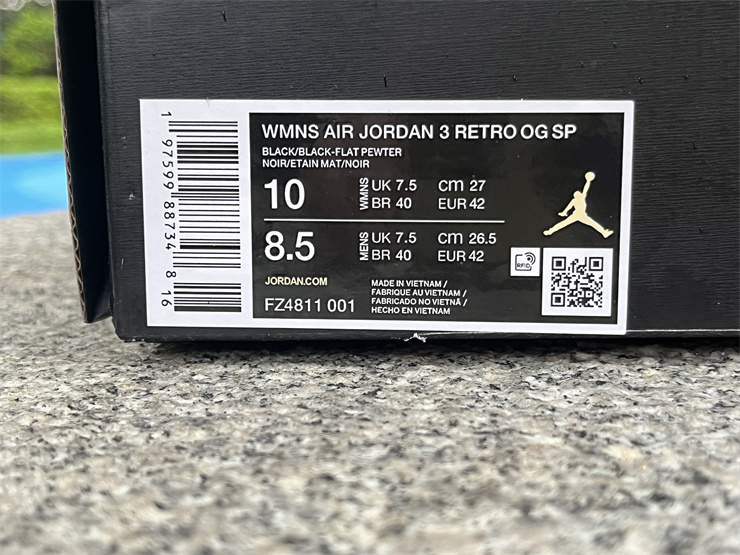 1 97599 88734 8 16
WMNS AIR JORDAN 3 RETRO OG SP
BLACK/BLACK-FLAT PEWTER
NOIR/ETAIN MAT/NOIR
10 WMNS UK 7.5 cm 27
BR 40 EUR 42
8.5 MENS UK 7.5 cm 26.5
BR 40 EUR 42
RFID
JORDAN.COM
FZ4811 001
MADE IN VIETNAM /
FABRIQUE AU VIETNAM /
FABRICADO NO VIETNÃ /
HECHO EN VIETNAM